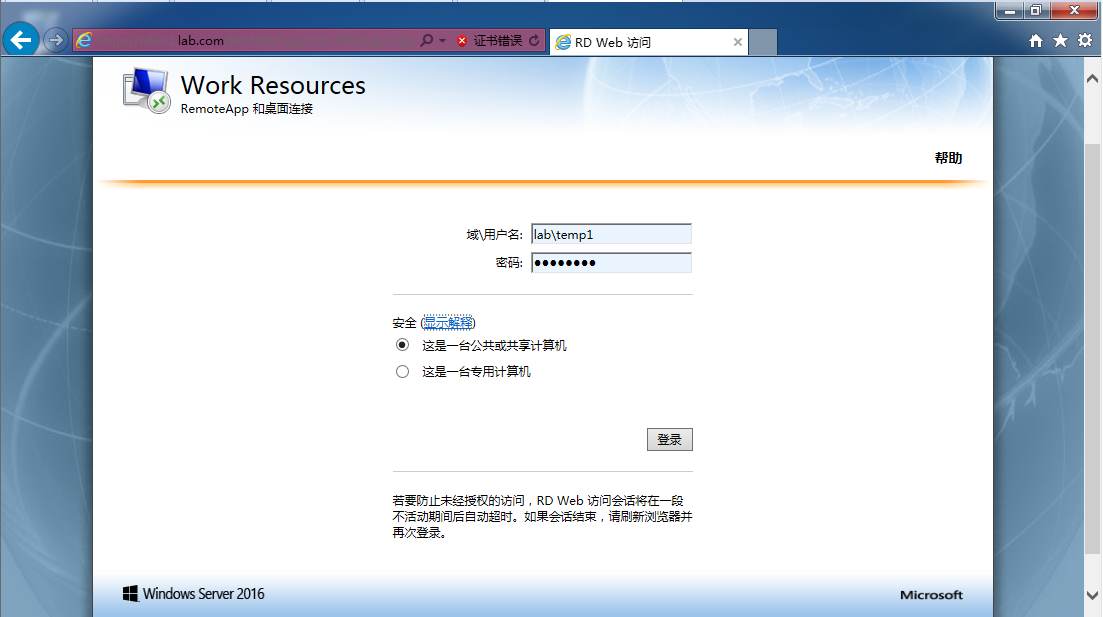 lab.com
证书错误
RD Web 访问
Work Resources
RemoteApp 和桌面连接
帮助
域\用户名: lab\temp1
密码: ●●●●●●●●
安全 (显示解释)
这是一台公共或共享计算机
这是一台专用计算机
登录
若要防止未经授权的访问，RD Web 访问会话将在一段
不活动期间后自动超时。如果会话结束，请刷新浏览器并
再次登录。
Windows Server 2016
Microsoft